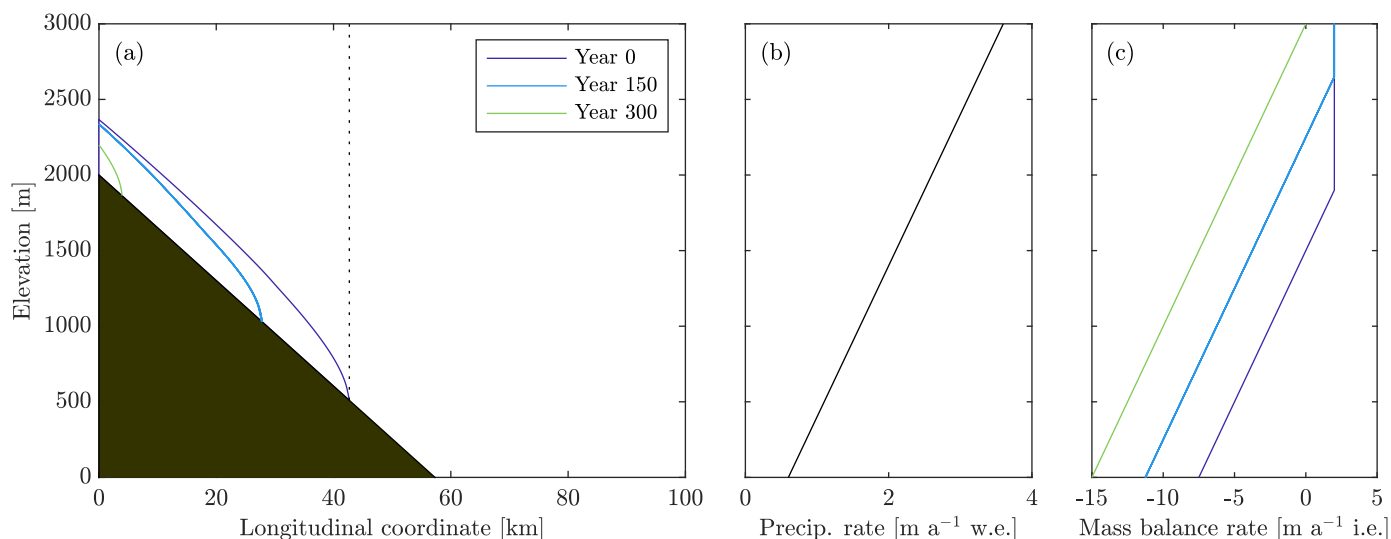 (a)
Year 0
Year 150
Year 300
Elevation [m]
3000
2500
2000
1500
1000
500
0
0 20 40 60 80 100
Longitudinal coordinate [km]
(b)
0 2 4
Precip. rate [m a⁻¹ w.e.]
(c)
-15 -10 -5 0 5
Mass balance rate [m a⁻¹ i.e.]